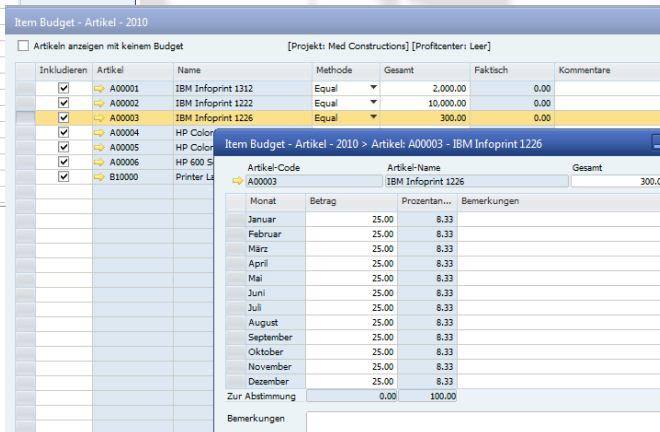 Item Budget - Artikel - 2010
Artikeln anzeigen mit keinem Budget [Projekt: Med Constructions] [Profitcenter: Leer]
Inkludieren Artikel Name Methode Gesamt Faktisch Kommentare
A00001 IBM Infoprint 1312 Equal 2,000.00 0.00
A00002 IBM Infoprint 1222 Equal 10,000.00 0.00
A00003 IBM Infoprint 1226 Equal 300.00 0.00
A00004 HP Color
A00005 HP Color
A00006 HP 600 S
B10000 Printer La
Item Budget - Artikel - 2010 > Artikel: A00003 - IBM Infoprint 1226
Artikel-Code Artikel-Name Gesamt
A00003 IBM Infoprint 1226 300.0
Monat Betrag Prozentan... Bemerkungen
Januar 25.00 8.33
Februar 25.00 8.33
März 25.00 8.33
April 25.00 8.33
Mai 25.00 8.33
Juni 25.00 8.33
Juli 25.00 8.33
August 25.00 8.33
September 25.00 8.33
Oktober 25.00 8.33
November 25.00 8.33
Dezember 25.00 8.33
Zur Abstimmung 0.00 100.00
Bemerkungen